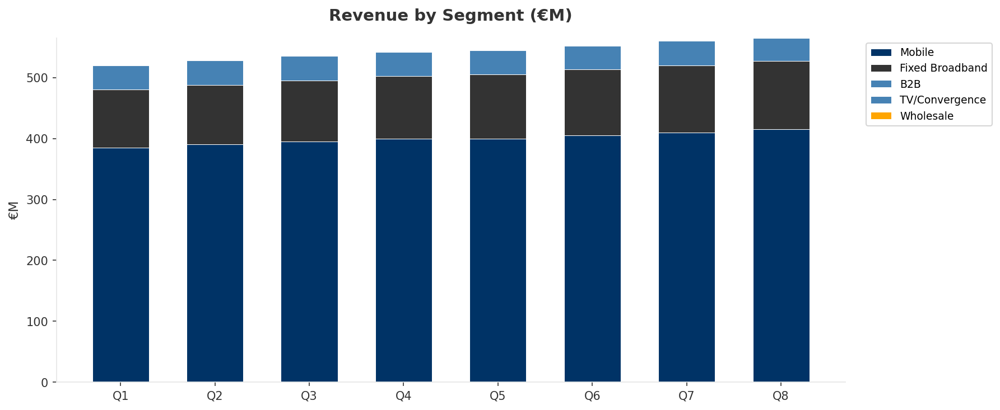 Revenue by Segment (€M)
€M
500
400
300
200
100
0
Q1 Q2 Q3 Q4 Q5 Q6 Q7 Q8
Mobile
Fixed Broadband
B2B
TV/Convergence
Wholesale